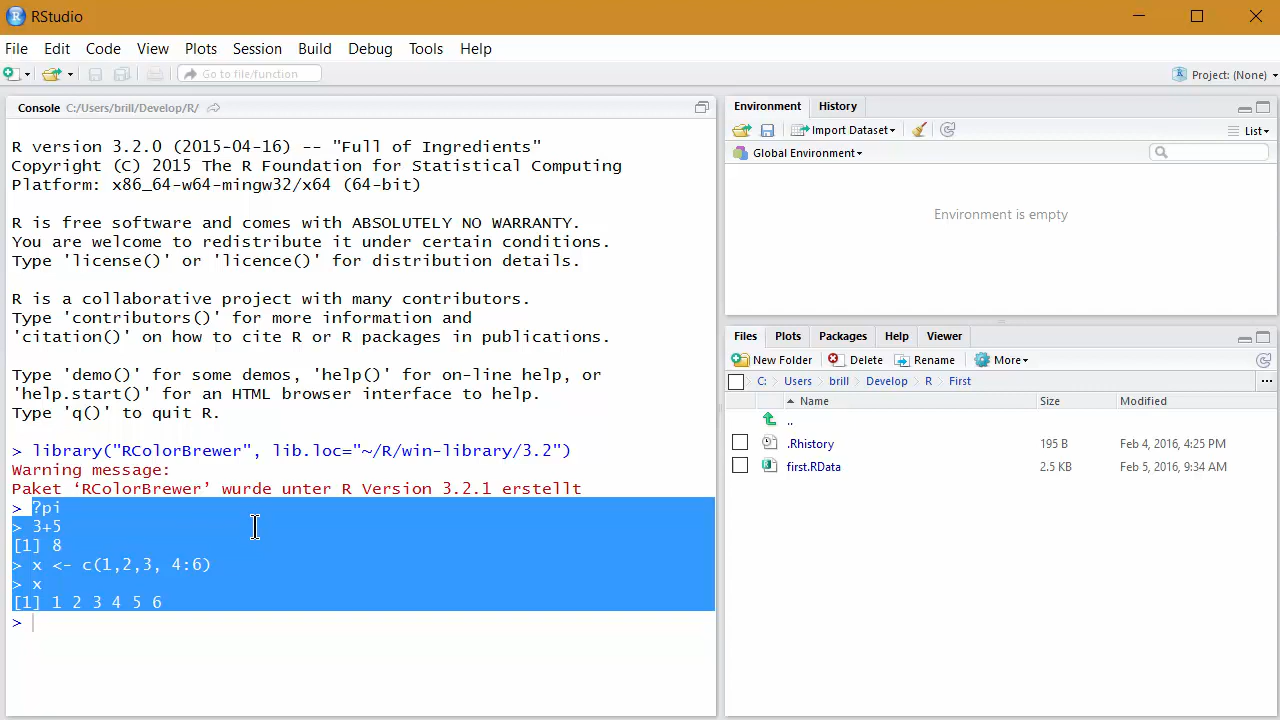 RStudio
File Edit Code View Plots Session Build Debug Tools Help
Go to file/function
Project: (None)
Console C:/Users/brill/Develop/R/
R version 3.2.0 (2015-04-16) -- "Full of Ingredients"
Copyright (C) 2015 The R Foundation for Statistical Computing
Platform: x86_64-w64-mingw32/x64 (64-bit)
R is free software and comes with ABSOLUTELY NO WARRANTY.
You are welcome to redistribute it under certain conditions.
Type 'license()' or 'licence()' for distribution details.
R is a collaborative project with many contributors.
Type 'contributors()' for more information and
'citation()' on how to cite R or R packages in publications.
Type 'demo()' for some demos, 'help()' for on-line help, or
'help.start()' for an HTML browser interface to help.
Type 'q()' to quit R.
> library("RColorBrewer", lib.loc="~/R/win-library/3.2")
Warning message:
Paket ‘RColorBrewer’ wurde unter R Version 3.2.1 erstellt
> ?pi
> 3+5
[1] 8
> x <- c(1,2,3, 4:6)
> x
[1] 1 2 3 4 5 6
>
Environment History
Import Dataset
List
Global Environment
Environment is empty
Files Plots Packages Help Viewer
New Folder Delete Rename More
C: Users brill Develop R First
...
Name Size Modified
..
.Rhistory 195 B Feb 4, 2016, 4:25 PM
first.RData 2.5 KB Feb 5, 2016, 9:34 AM